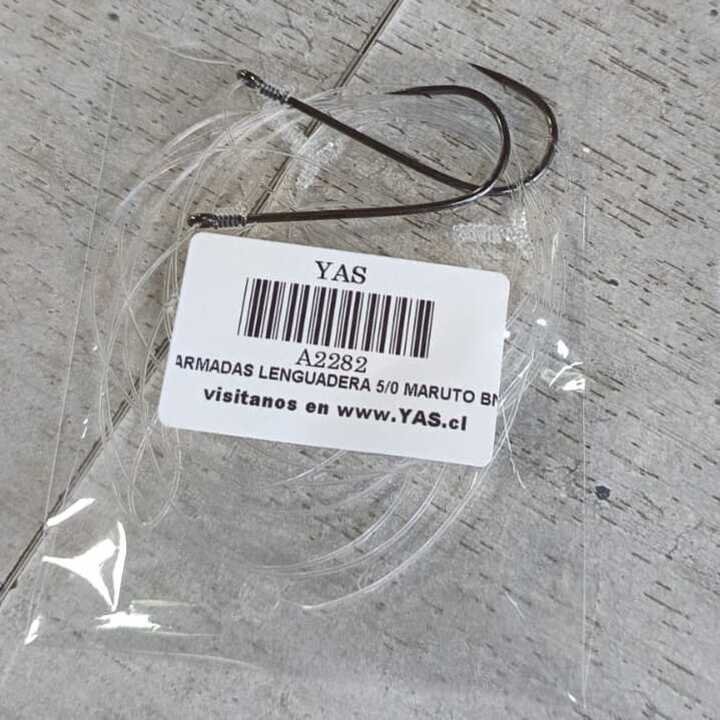 YAS
A2282
ARMADAS LENGUADERA 5/0 MARUTO BN
visitanos en www.YAS.cl